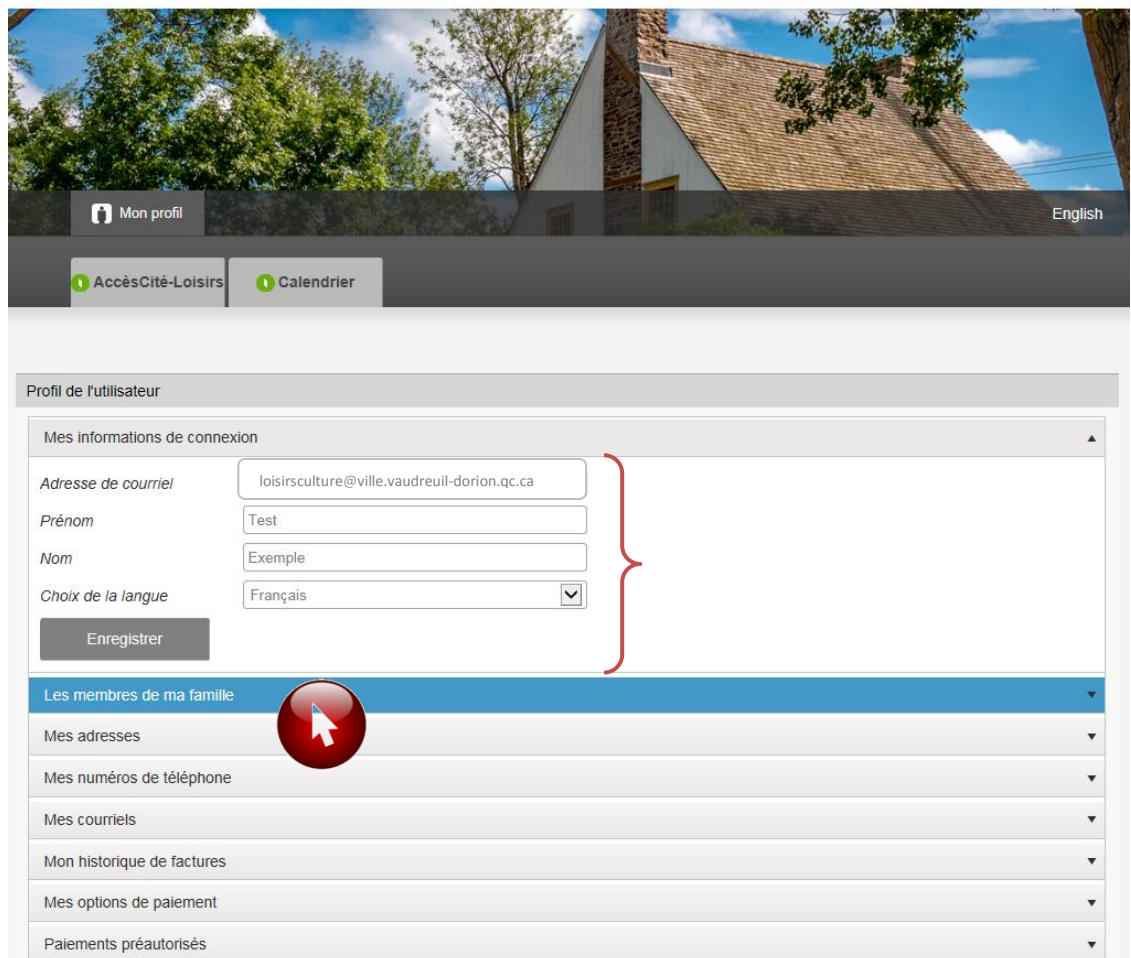 Mon profil
English
AccèsCité-Loisirs
Calendrier
Profil de l'utilisateur
Mes informations de connexion
Adresse de courriel
loisirsculture@ville.vaudreuil-dorion.qc.ca
Prénom
Test
Nom
Exemple
Choix de la langue
Français
Enregistrer
Les membres de ma famille
Mes adresses
Mes numéros de téléphone
Mes courriels
Mon historique de factures
Mes options de paiement
Paiements préautorisés